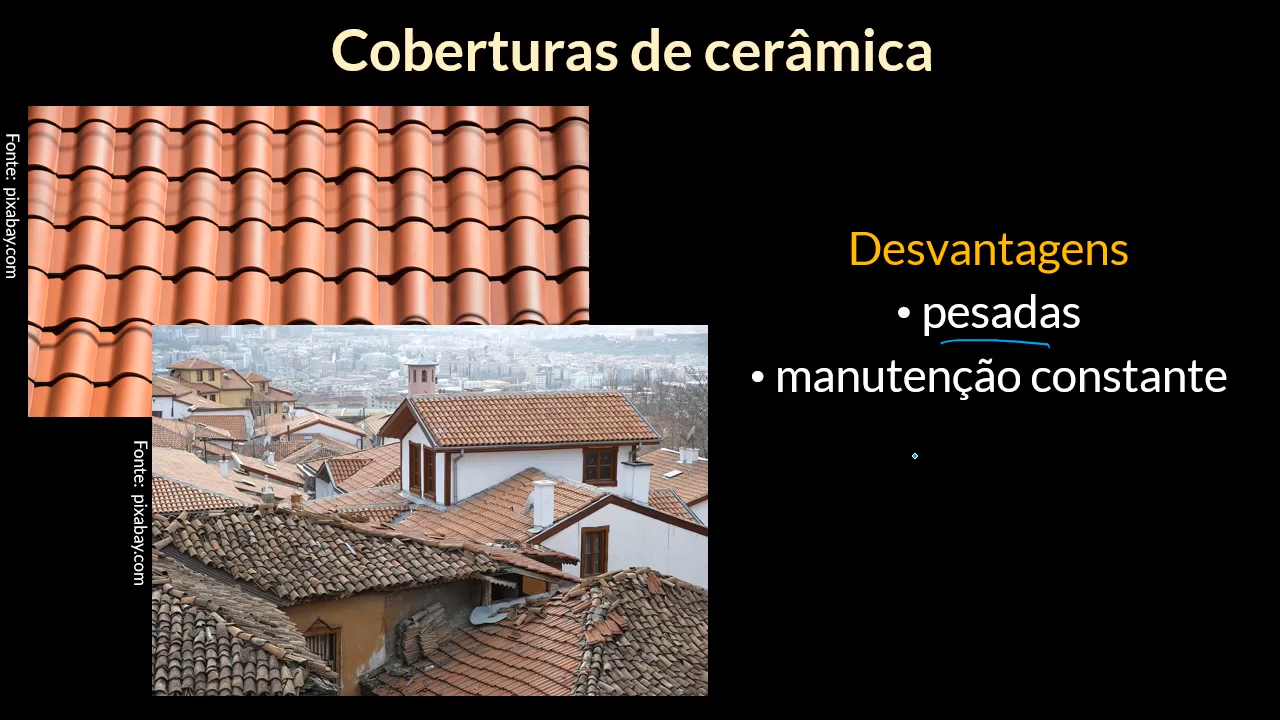 Coberturas de cerâmica
Fonte: pixabay.com
Fonte: pixabay.com
Desvantagens
• pesadas
• manutenção constante